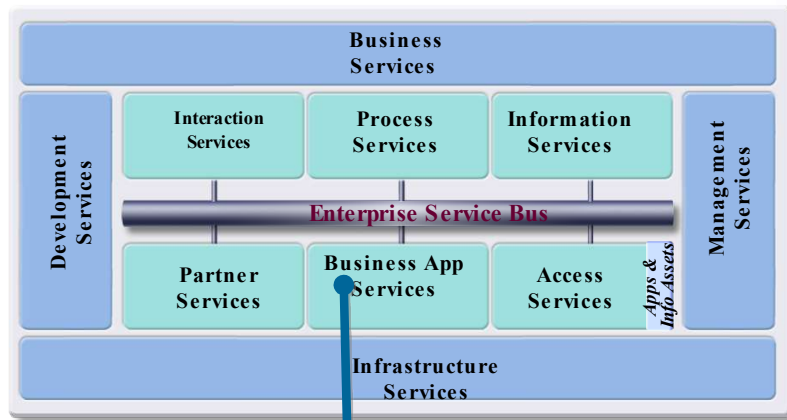 Business
Services
Interaction
Services
Process
Services
Information
Services
Development
Services
Management
Services
Enterprise Service Bus
Partner
Services
Business App
Services
Access
Services
Apps &
Info Assets
Infrastructure
Services